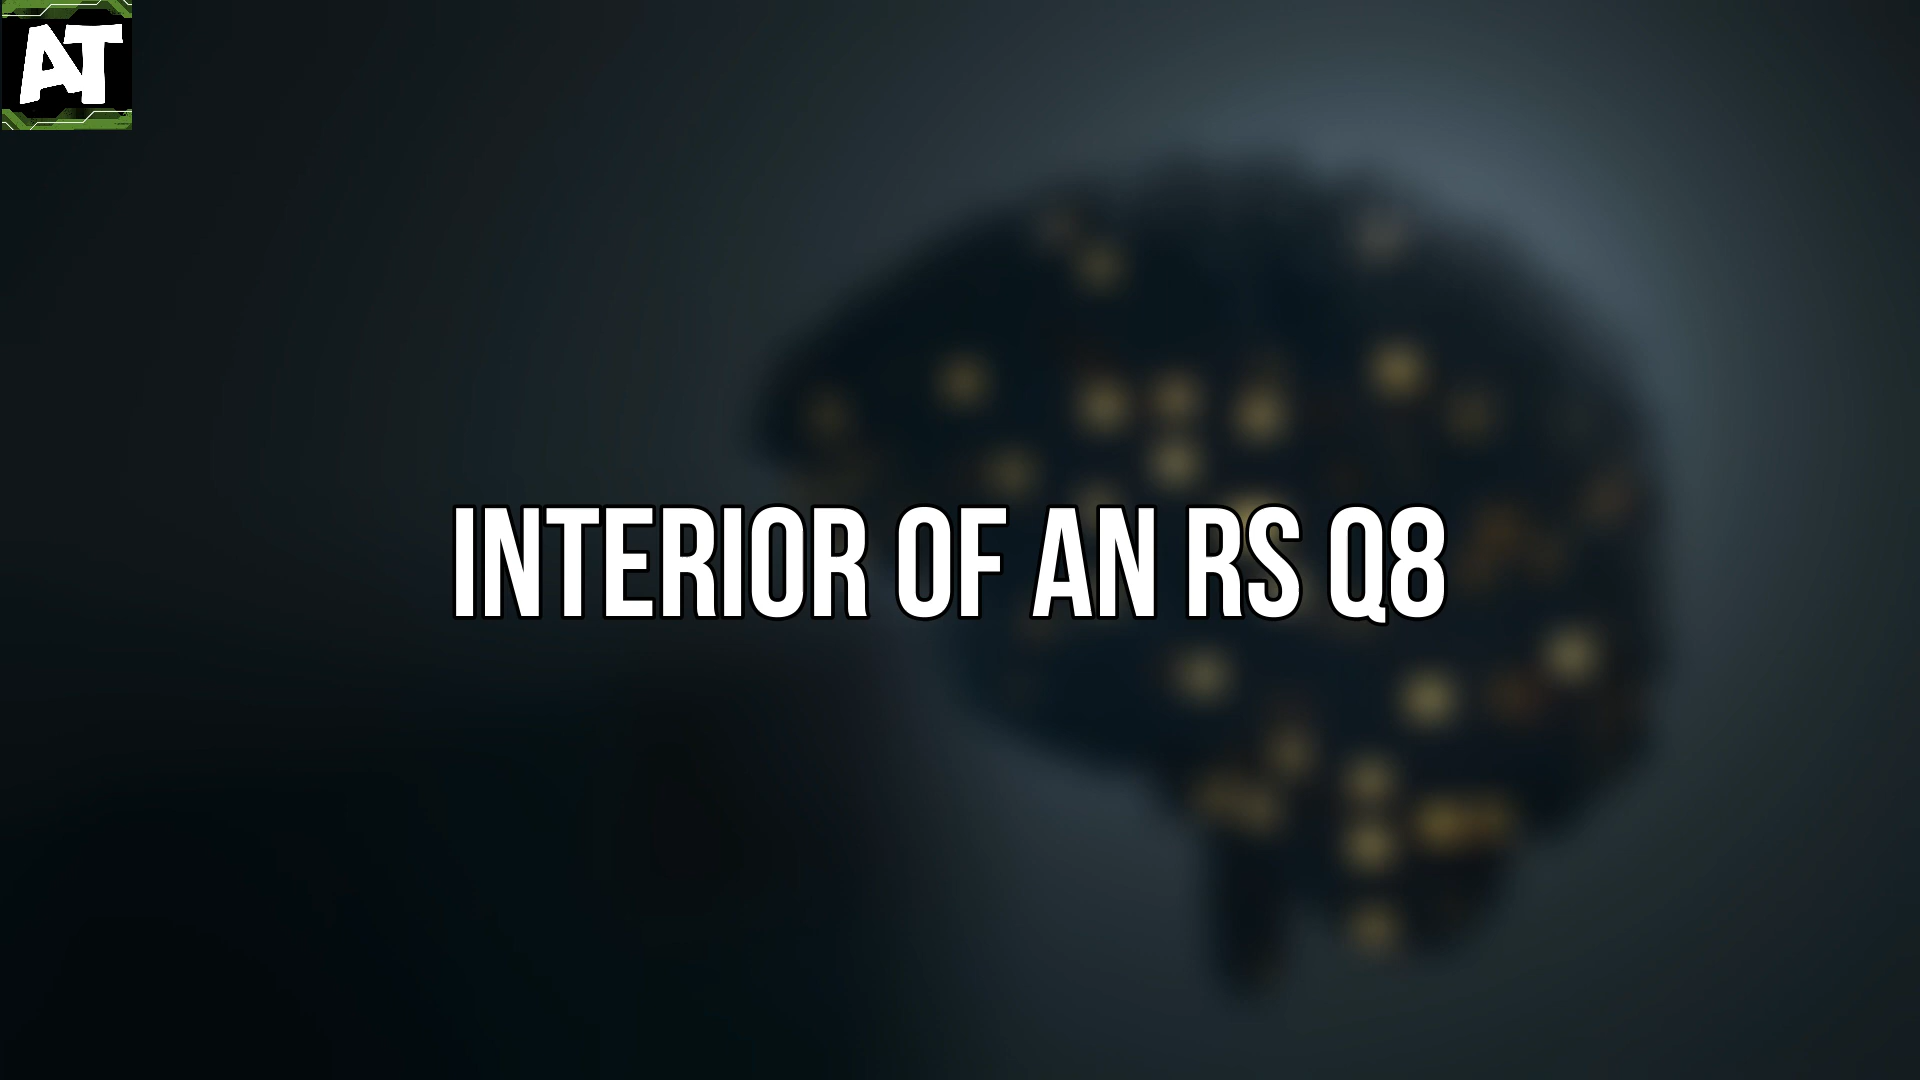 AT
INTERIOR OF AN RS Q8